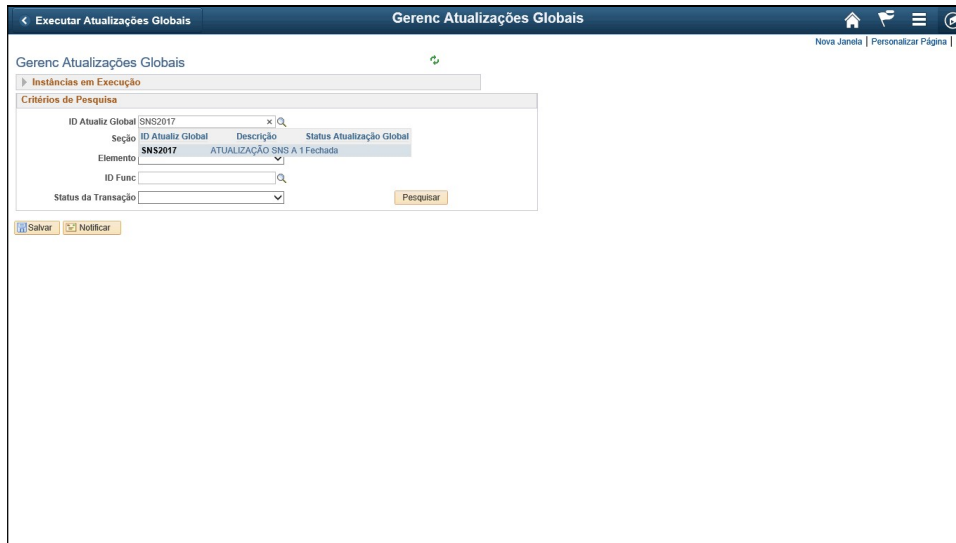 Executar Atualizações Globais
Gerenc Atualizações Globais
Nova Janela | Personalizar Página |
Gerenc Atualizações Globais
Instâncias em Execução
Critérios de Pesquisa
ID Atualiz Global SNS2017 ×
Seção ID Atualiz Global Descrição Status Atualização Global
SNS2017 ATUALIZAÇÃO SNS A 1 Fechada
Elemento
ID Func
Status da Transação Pesquisar
Salvar Notificar